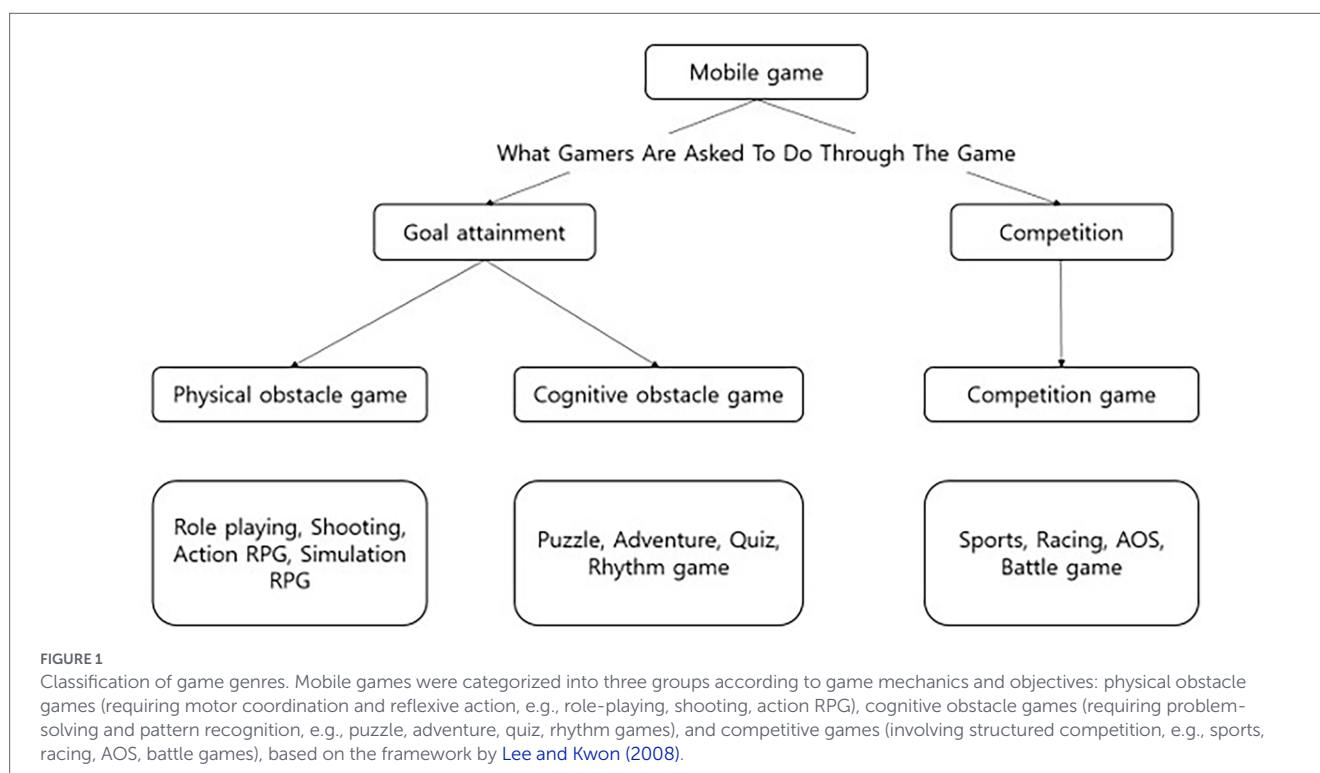 Mobile game
What Gamers Are Asked To Do Through The Game
Goal attainment
Competition
Physical obstacle game
Cognitive obstacle game
Competition game
Role playing, Shooting,
Action RPG, Simulation
RPG
Puzzle, Adventure, Quiz,
Rhythm game
Sports, Racing, AOS,
Battle game
FIGURE 1
Classification of game genres. Mobile games were categorized into three groups according to game mechanics and objectives: physical obstacle
games (requiring motor coordination and reflexive action, e.g., role-playing, shooting, action RPG), cognitive obstacle games (requiring problem-
solving and pattern recognition, e.g., puzzle, adventure, quiz, rhythm games), and competitive games (involving structured competition, e.g., sports,
racing, AOS, battle games), based on the framework by Lee and Kwon (2008).